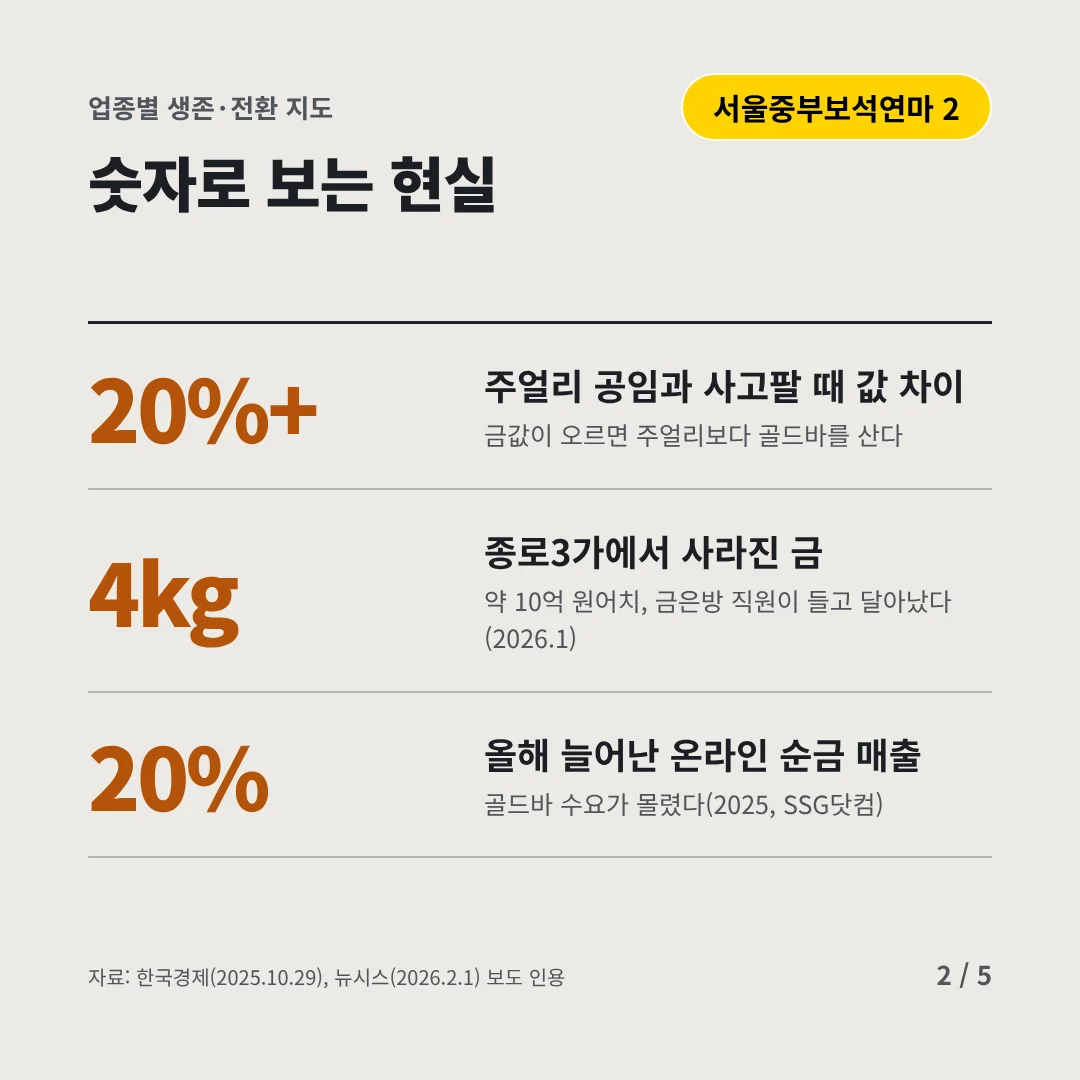 업종별 생존·전환 지도
서울중부보석연마 2
숫자로 보는 현실
20%+
주얼리 공임과 사고팔 때 값 차이
금값이 오르면 주얼리보다 골드바를 산다
4kg
종로3가에서 사라진 금
약 10억 원어치, 금은방 직원이 들고 달아났다
(2026.1)
20%
올해 늘어난 온라인 순금 매출
골드바 수요가 몰렸다(2025, SSG닷컴)
자료: 한국경제(2025.10.29), 뉴시스(2026.2.1) 보도 인용
2 / 5